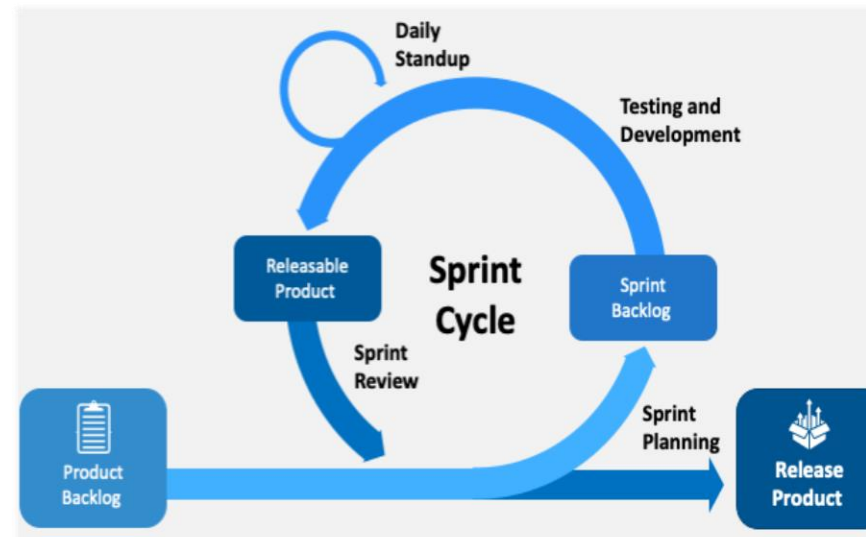 Daily
Standup
Testing and
Development
Releasable
Product
Sprint
Cycle
Sprint
Backlog
Sprint
Review
Sprint
Planning
Product
Backlog
Release
Product